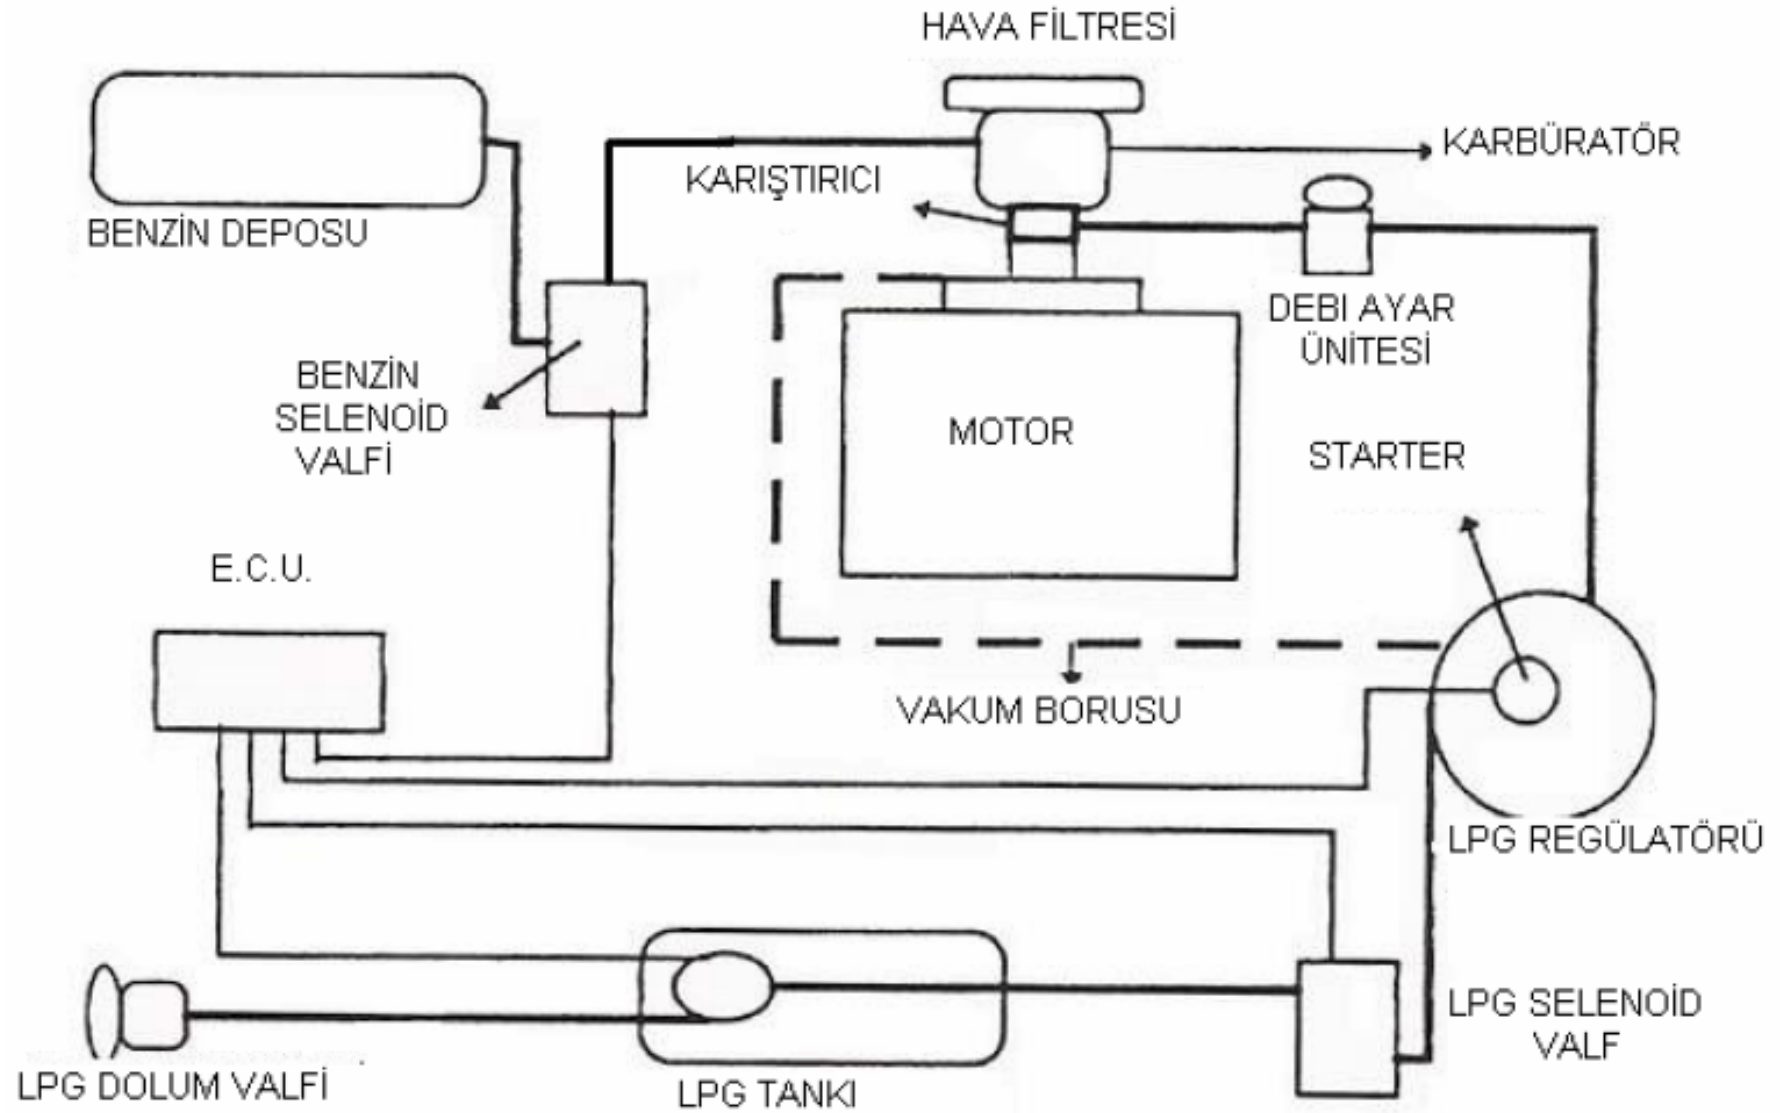 HAVA FİLTRESİ
KARBÜRATÖR
KARIŞTIRICI
BENZİN DEPOSU
DEBI AYAR
ÜNİTESİ
BENZİN
SELENOİD
VALFİ
MOTOR
STARTER
E.C.U.
VAKUM BORUSU
LPG REGÜLATÖRÜ
LPG SELENOİD
VALF
LPG DOLUM VALFİ
LPG TANKI